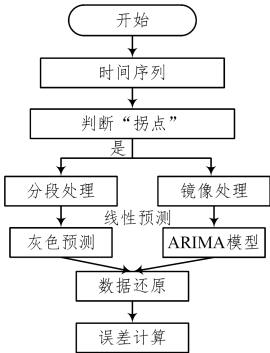 开始
时间序列
判断“拐点”
是
分段处理
镜像处理
线性预测
灰色预测
ARIMA模型
数据还原
误差计算